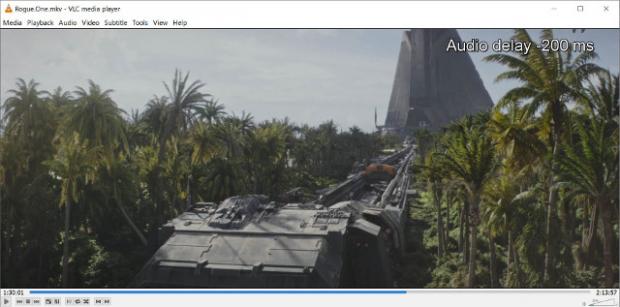 Rogue.One.mkv - VLC media player
Media Playback Audio Video Subtitle Tools View Help
Audio delay -200 ms
1:30:01 2:13:57